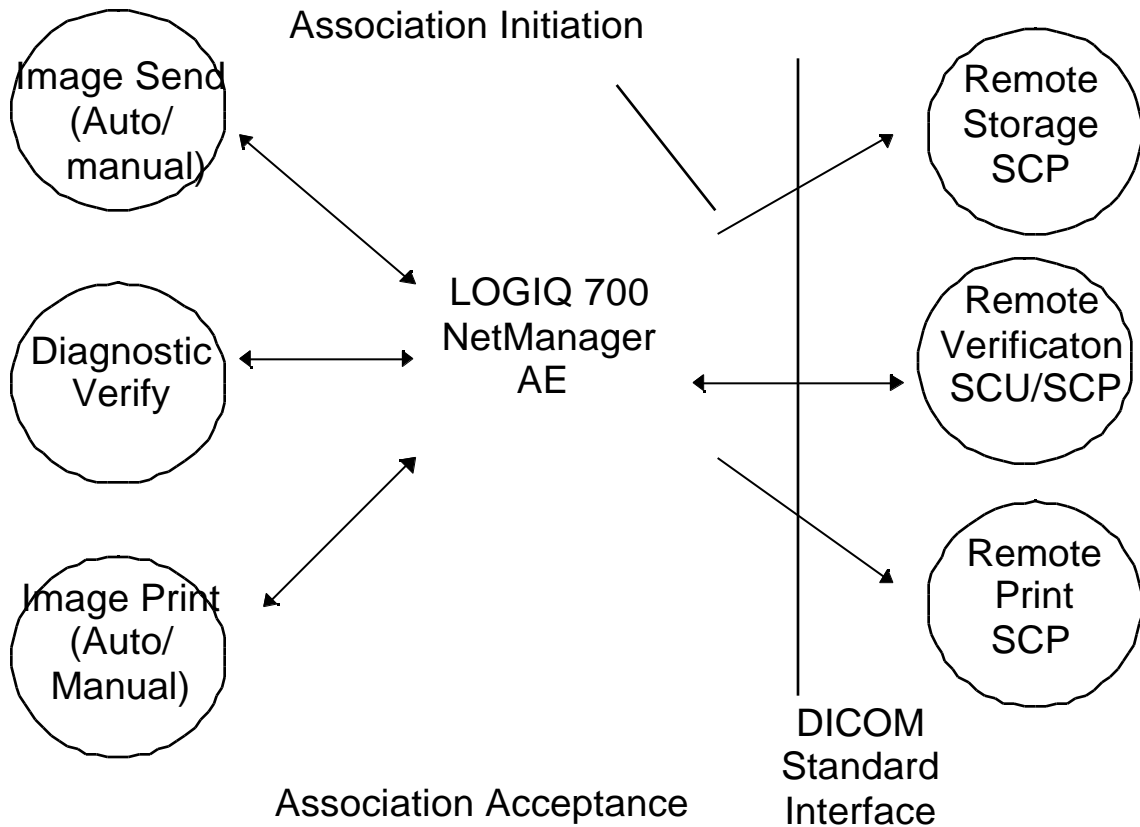 Association Initiation
Image Send
(Auto/
manual)
Remote
Storage
SCP
LOGIQ 700
NetManager
AE
Diagnostic
Verify
Remote
Verificaton
SCU/SCP
Image Print
(Auto/
Manual)
Remote
Print
SCP
DICOM
Standard
Interface
Association Acceptance